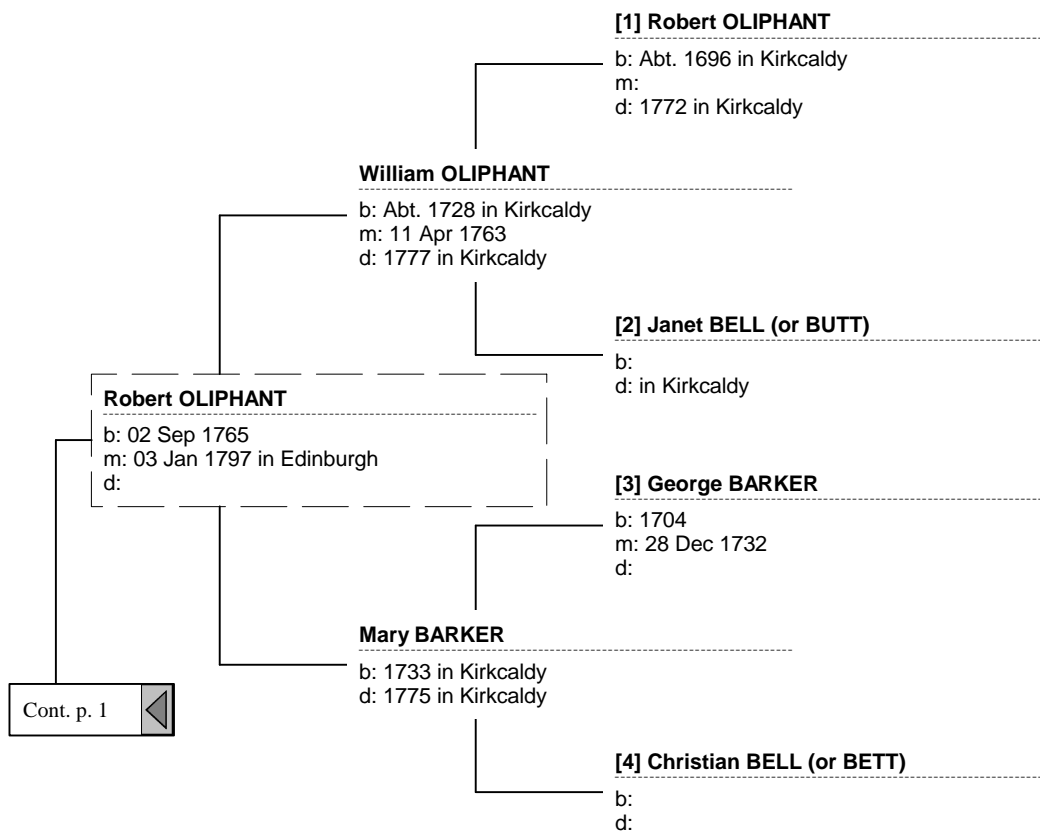 [1] Robert OLIPHANT
b: Abt. 1696 in Kirkcaldy
m:
d: 1772 in Kirkcaldy
William OLIPHANT
b: Abt. 1728 in Kirkcaldy
m: 11 Apr 1763
d: 1777 in Kirkcaldy
[2] Janet BELL (or BUTT)
b:
d: in Kirkcaldy
Robert OLIPHANT
b: 02 Sep 1765
m: 03 Jan 1797 in Edinburgh
d:
[3] George BARKER
b: 1704
m: 28 Dec 1732
d:
Mary BARKER
b: 1733 in Kirkcaldy
d: 1775 in Kirkcaldy
Cont. p. 1
[4] Christian BELL (or BETT)
b:
d: